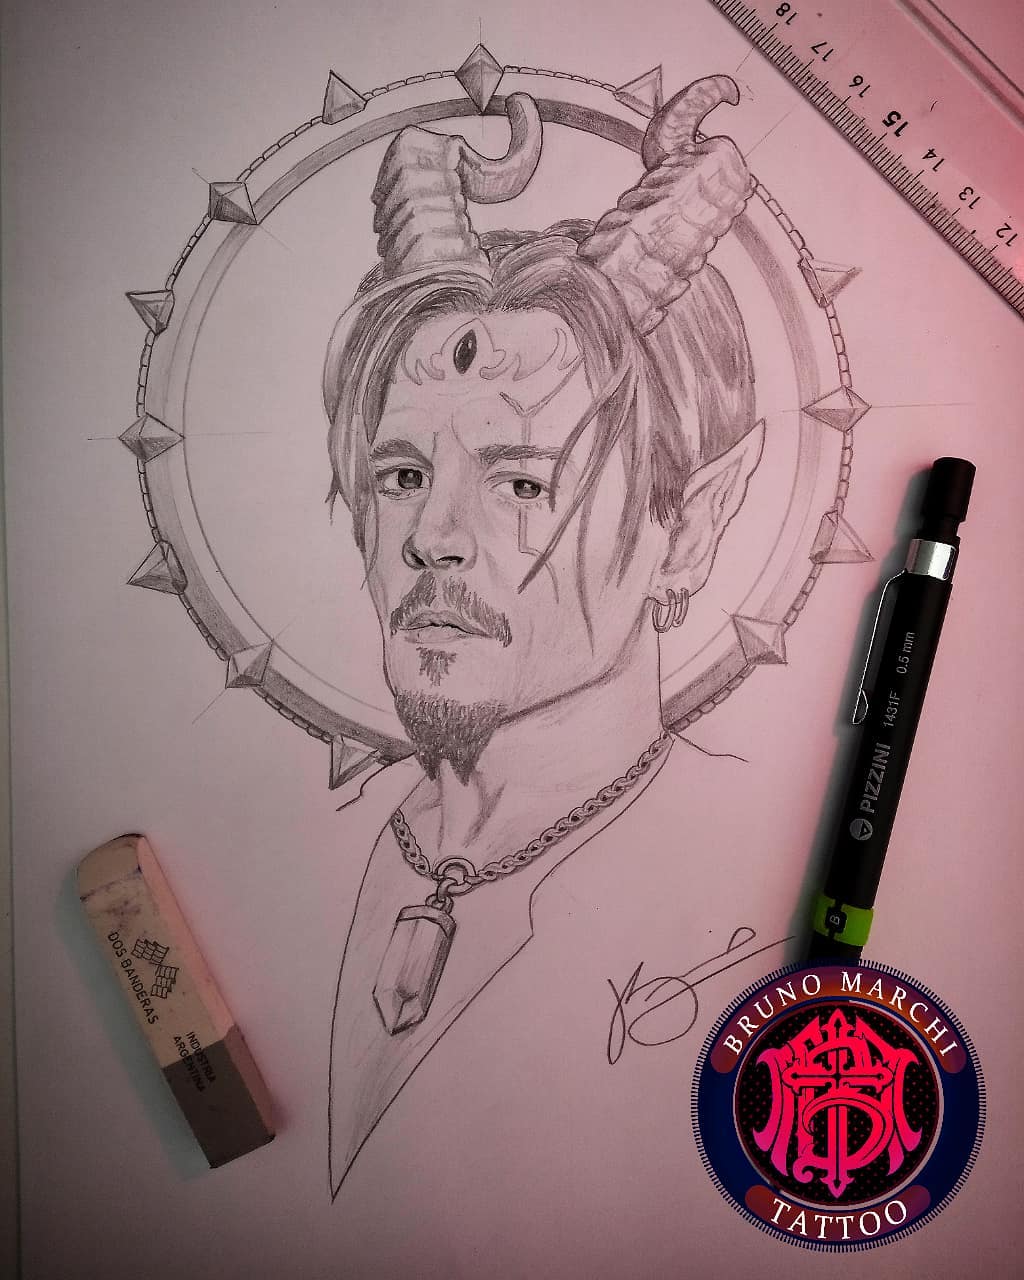 18
17
16
15
14
13
12
PIZZINI 1431F 0.5 mm
B
DOS BANDERAS
INDUSTRIA
ARGENTINA
BRUNO MARCHI
TATTOO